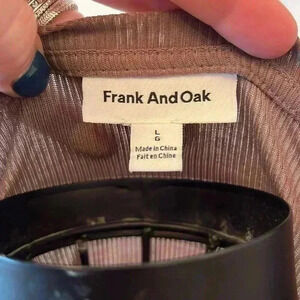 Frank And Oak
L
G
Made in China
Fait en Chine